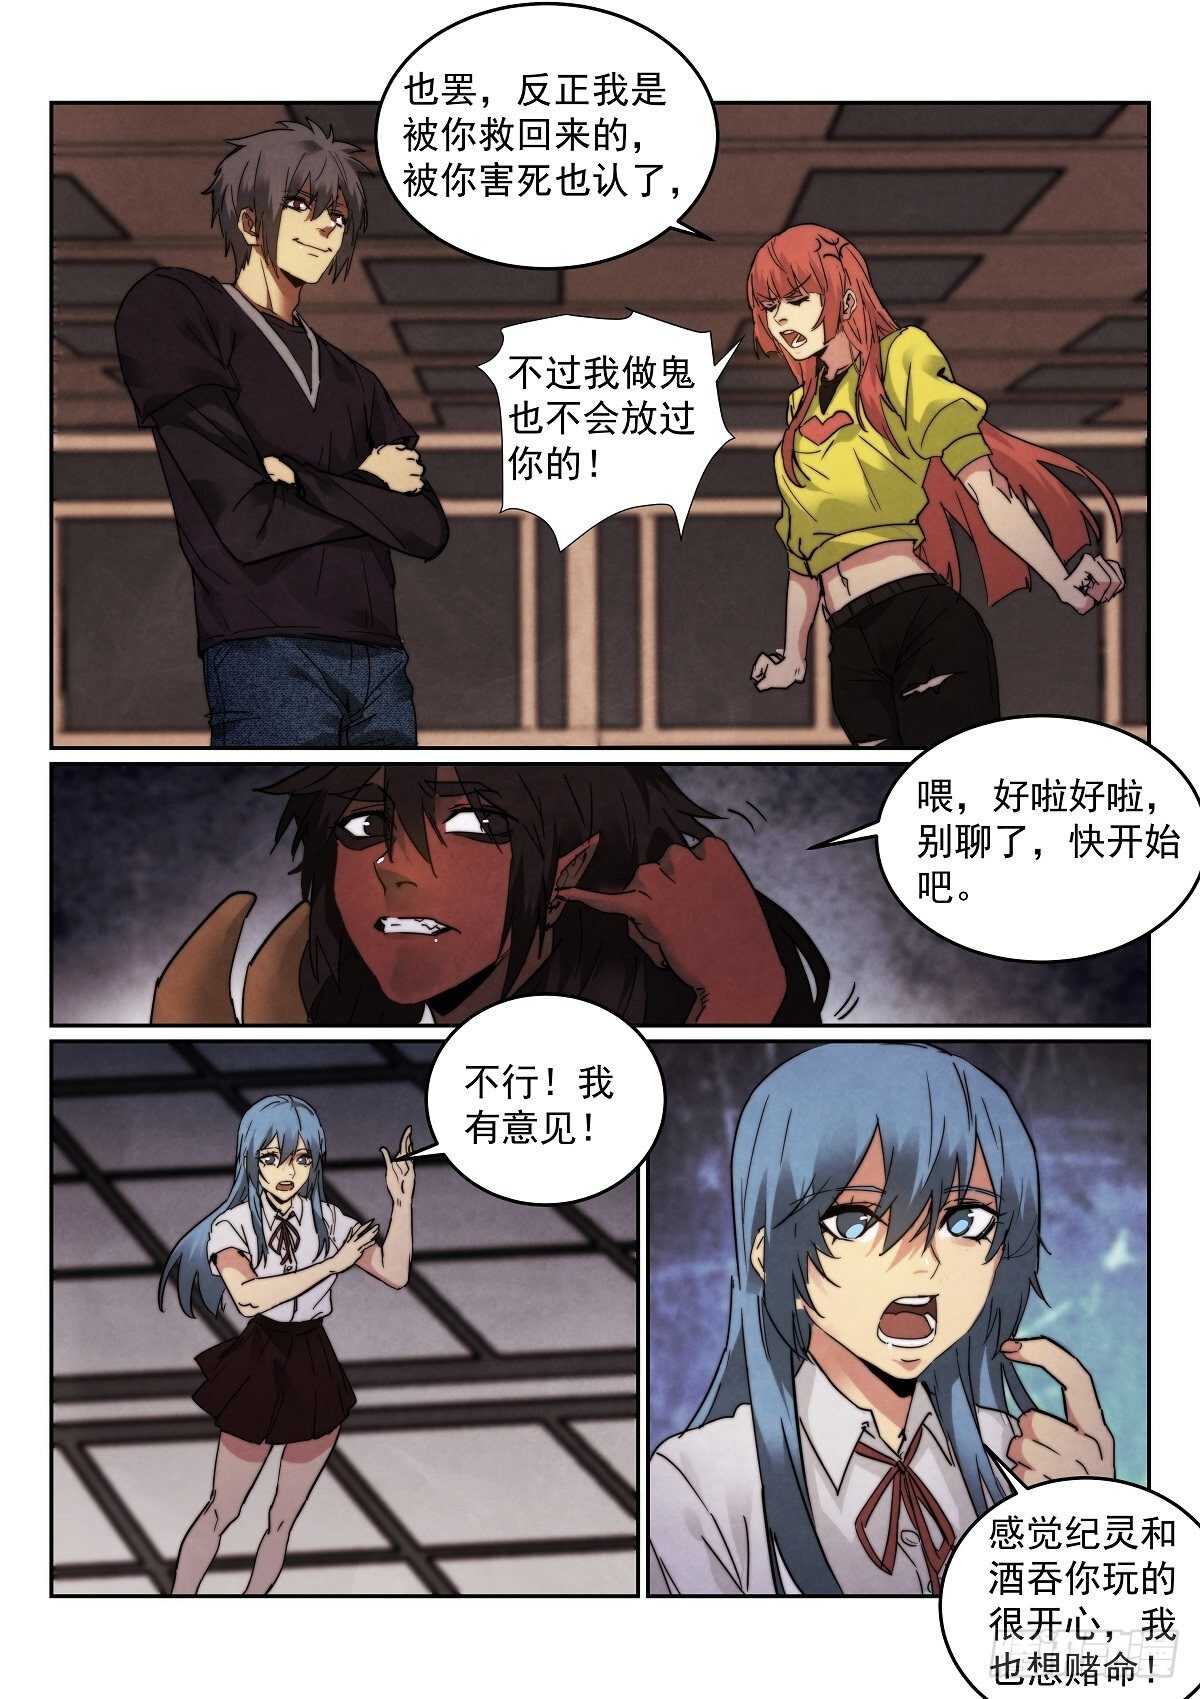 也罢，反正我是
被你救回来的，
被你害死也认了，
不过我做鬼
也不会放过
你的！
喂，好啦好啦，
别聊了，快开始
吧。
不行！我
有意见！
感觉纪灵和
酒吞你玩的
很开心，我
也想赌命！